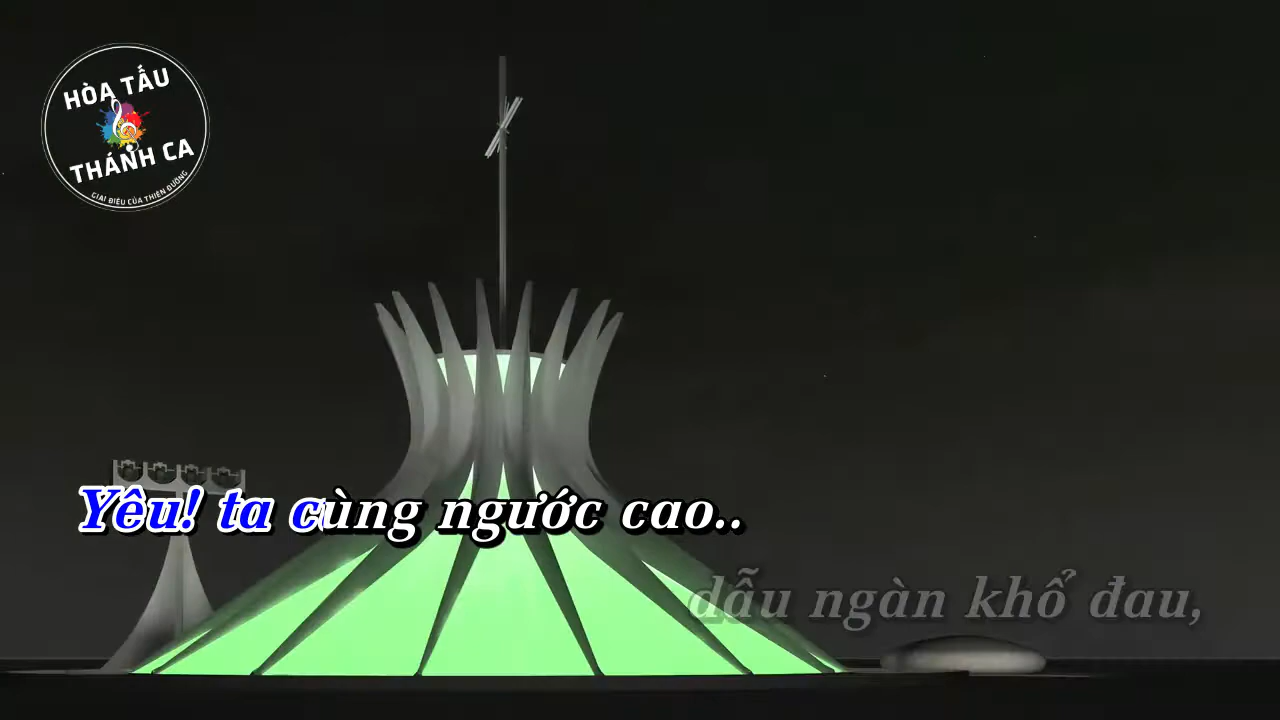 HÒA TẤU
THÁNH CA
GIAI ĐIỆU CỦA THIÊN ĐƯỜNG
Yêu! ta cùng ngước cao..
dẫu ngàn khổ đau,